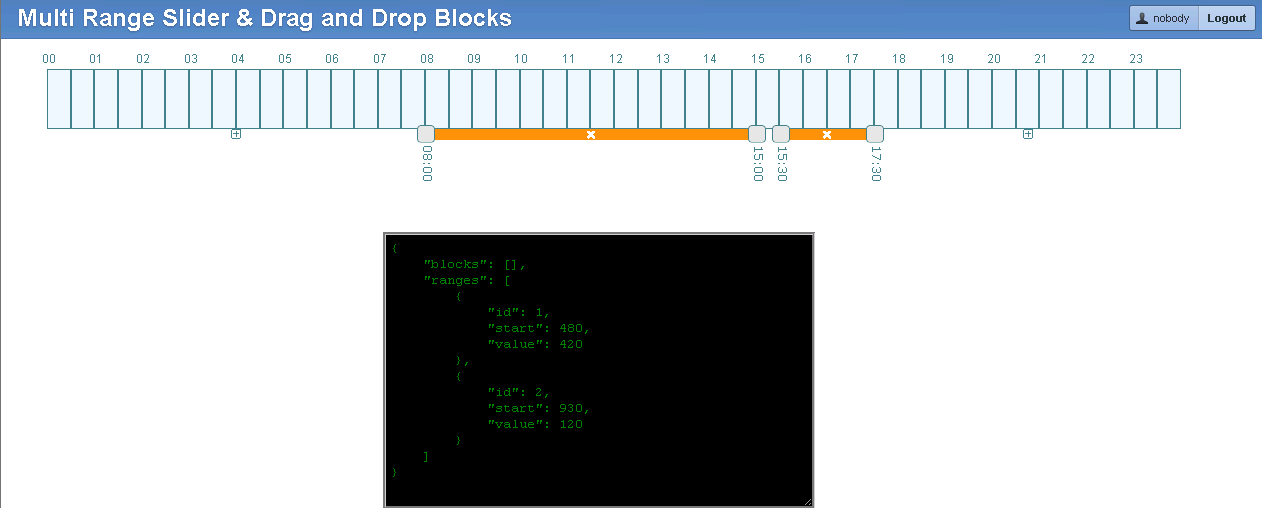 Multi Range Slider & Drag and Drop Blocks
nobody Logout
00 01 02 03 04 05 06 07 08 09 10 11 12 13 14 15 16 17 18 19 20 21 22 23
08:00 15:00 15:30 17:30
{
"blocks": [],
"ranges": [
{
"id": 1,
"start": 480,
"value": 420
},
{
"id": 2,
"start": 930,
"value": 120
}
]
}